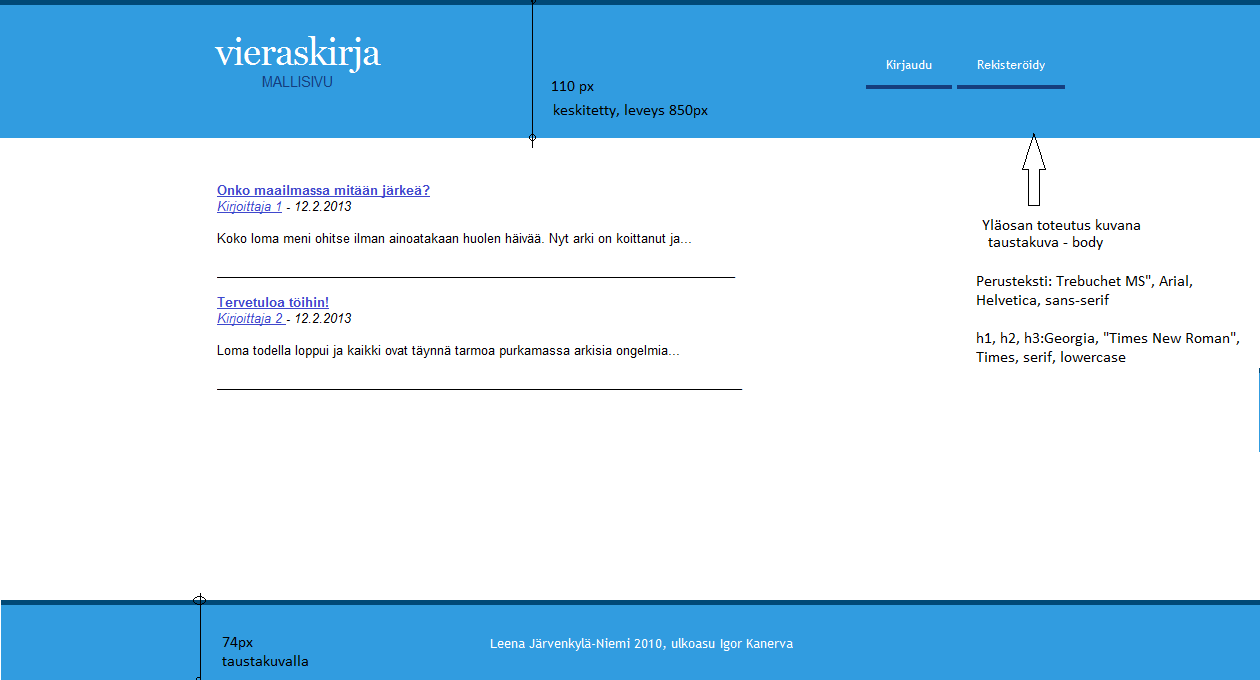 vieraskirja
MALLISIVU
Kirjaudu
Rekisteröidy
110 px
keskitetty, leveys 850px
Onko maailmassa mitään järkeä?
Kirjoittaja 1 - 12.2.2013
Koko loma meni ohitse ilman ainoatakaan huolen häivää. Nyt arki on koittanut ja...
Tervetuloa töihin!
Kirjoittaja 2 - 12.2.2013
Loma todella loppui ja kaikki ovat täynnä tarmoa purkamassa arkisia ongelmia...
Yläosan toteutus kuvana
taustakuva - body
Perusteksti: Trebuchet MS", Arial,
Helvetica, sans-serif
h1, h2, h3:Georgia, "Times New Roman",
Times, serif, lowercase
74px
taustakuvalla
Leena Järvenkylä-Niemi 2010, ulkoasu Igor Kanerva